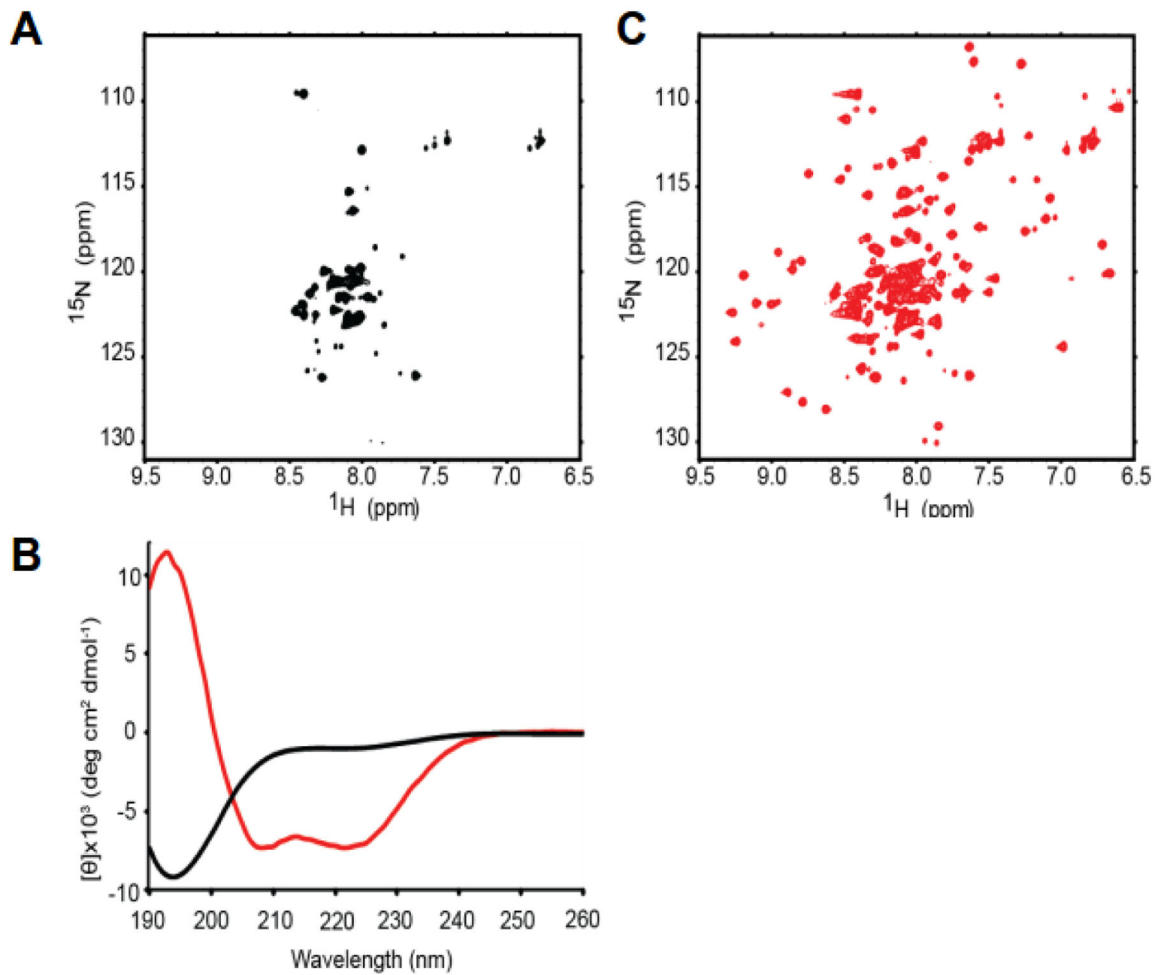 A
C
110
115
120
125
130
15N (ppm)
9.5 9.0 8.5 8.0 7.5 7.0 6.5
1H (ppm)
110
115
120
125
130
15N (ppm)
9.5 9.0 8.5 8.0 7.5 7.0 6.5
1H (ppm)
B
10
5
0
-5
-10
[θ]x10³ (deg cm² dmol⁻¹)
190 200 210 220 230 240 250 260
Wavelength (nm)